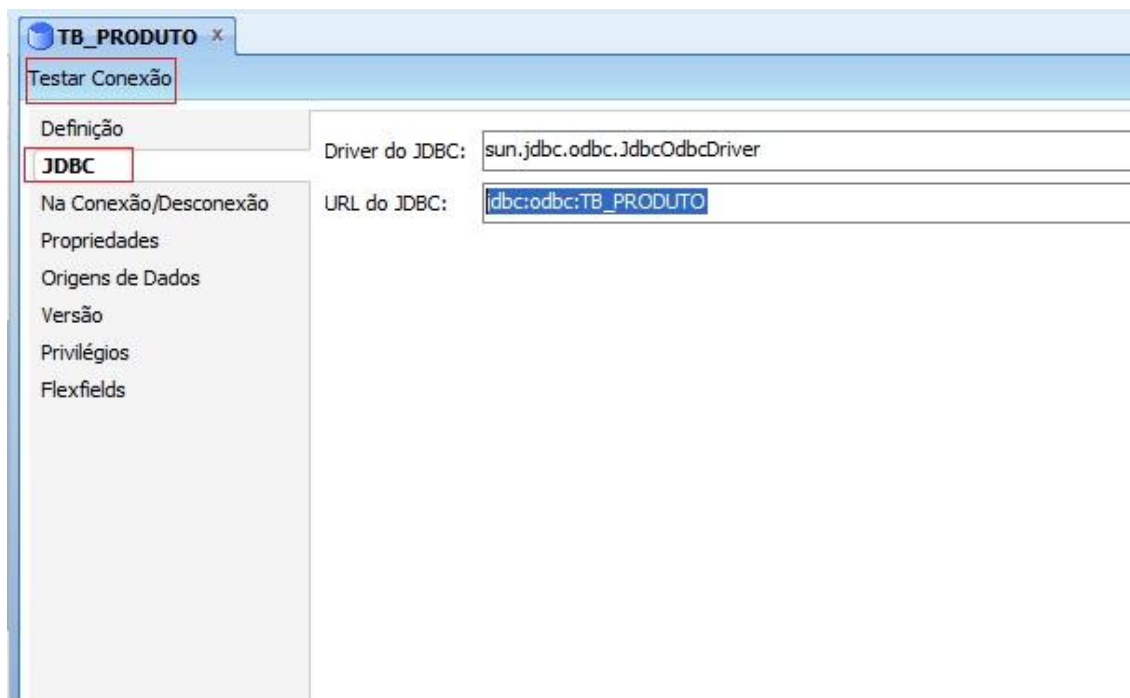 TB_PRODUTO ×
Testar Conexão
Definição
JDBC
Na Conexão/Desconexão
Propriedades
Origens de Dados
Versão
Privilégios
Flexfields
Driver do JDBC: sun.jdbc.odbc.JdbcOdbcDriver
URL do JDBC: jdbc:odbc:TB_PRODUTO